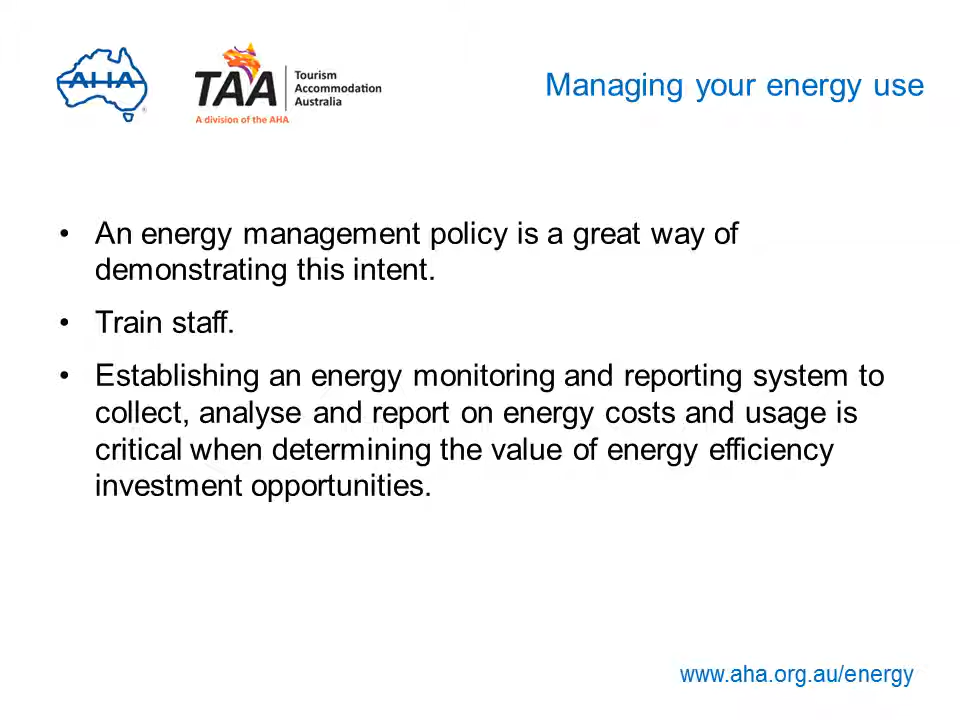 AHA
TAA
Tourism
Accommodation
Australia
A division of the AHA
Managing your energy use
• An energy management policy is a great way of
demonstrating this intent.
• Train staff.
• Establishing an energy monitoring and reporting system to
collect, analyse and report on energy costs and usage is
critical when determining the value of energy efficiency
investment opportunities.
www.aha.org.au/energy